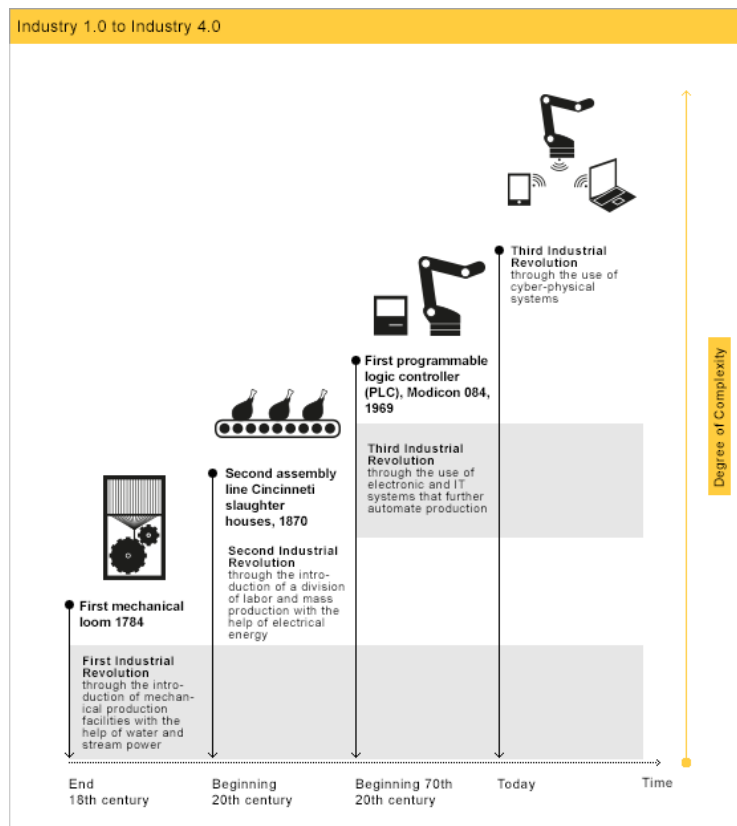 Industry 1.0 to Industry 4.0
Third Industrial
Revolution
through the use of
cyber-physical
systems
First programmable
logic controller
(PLC), Modicon 084,
1969
Third Industrial
Revolution
through the use of
electronic and IT
systems that further
automate production
Second assembly
line Cincinneti
slaughter
houses, 1870
Second Industrial
Revolution
through the intro-
duction of a division
of labor and mass
production with the
help of electrical
energy
First mechanical
loom 1784
First Industrial
Revolution
through the intro-
duction of mechan-
ical production
facilities with the
help of water and
stream power
Degree of Complexity
End
18th century
Beginning
20th century
Beginning 70th
20th century
Today
Time